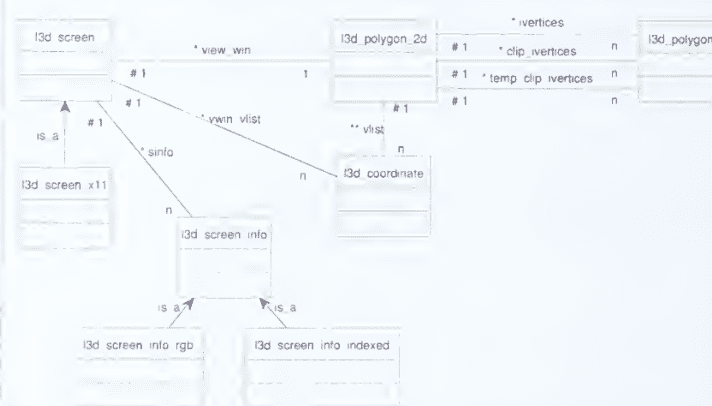 * ivertices
l3d_screen
l3d_polygon_2d
l3d_polygon
* view_win
# 1
* clip_ivertices
n
# 1
1
# 1
* temp_clip_ivertices
n
# 1
# 1
# 1
n
# 1
* vwin_vlist
** vlist
is_a
* sinfo
n
l3d_screen_x11
n
l3d_coordinate
n
l3d_screen_info
is_a
is_a
l3d_screen_info_rgb
l3d_screen_info_indexed